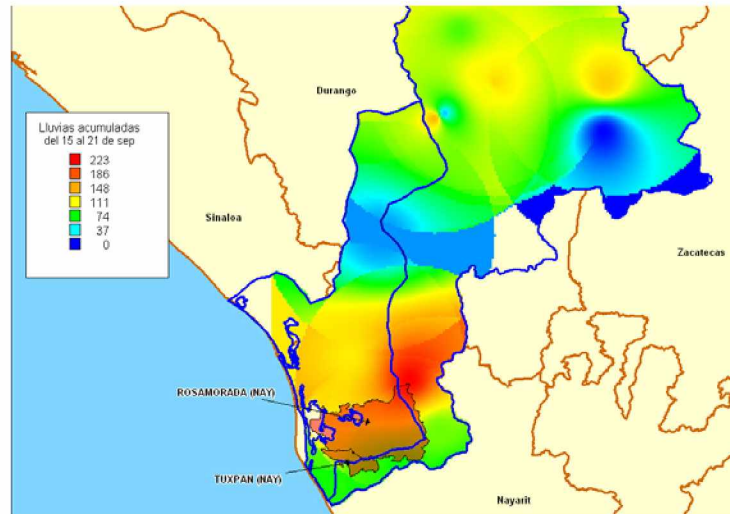 Durango
Lluvias acumuladas
del 15 al 21 de sep
223
186
148
111
74
37
0
Sinaloa
Zacatecas
ROSAMORADA (NAY)
TUXPAN (NAY)
Nayarit